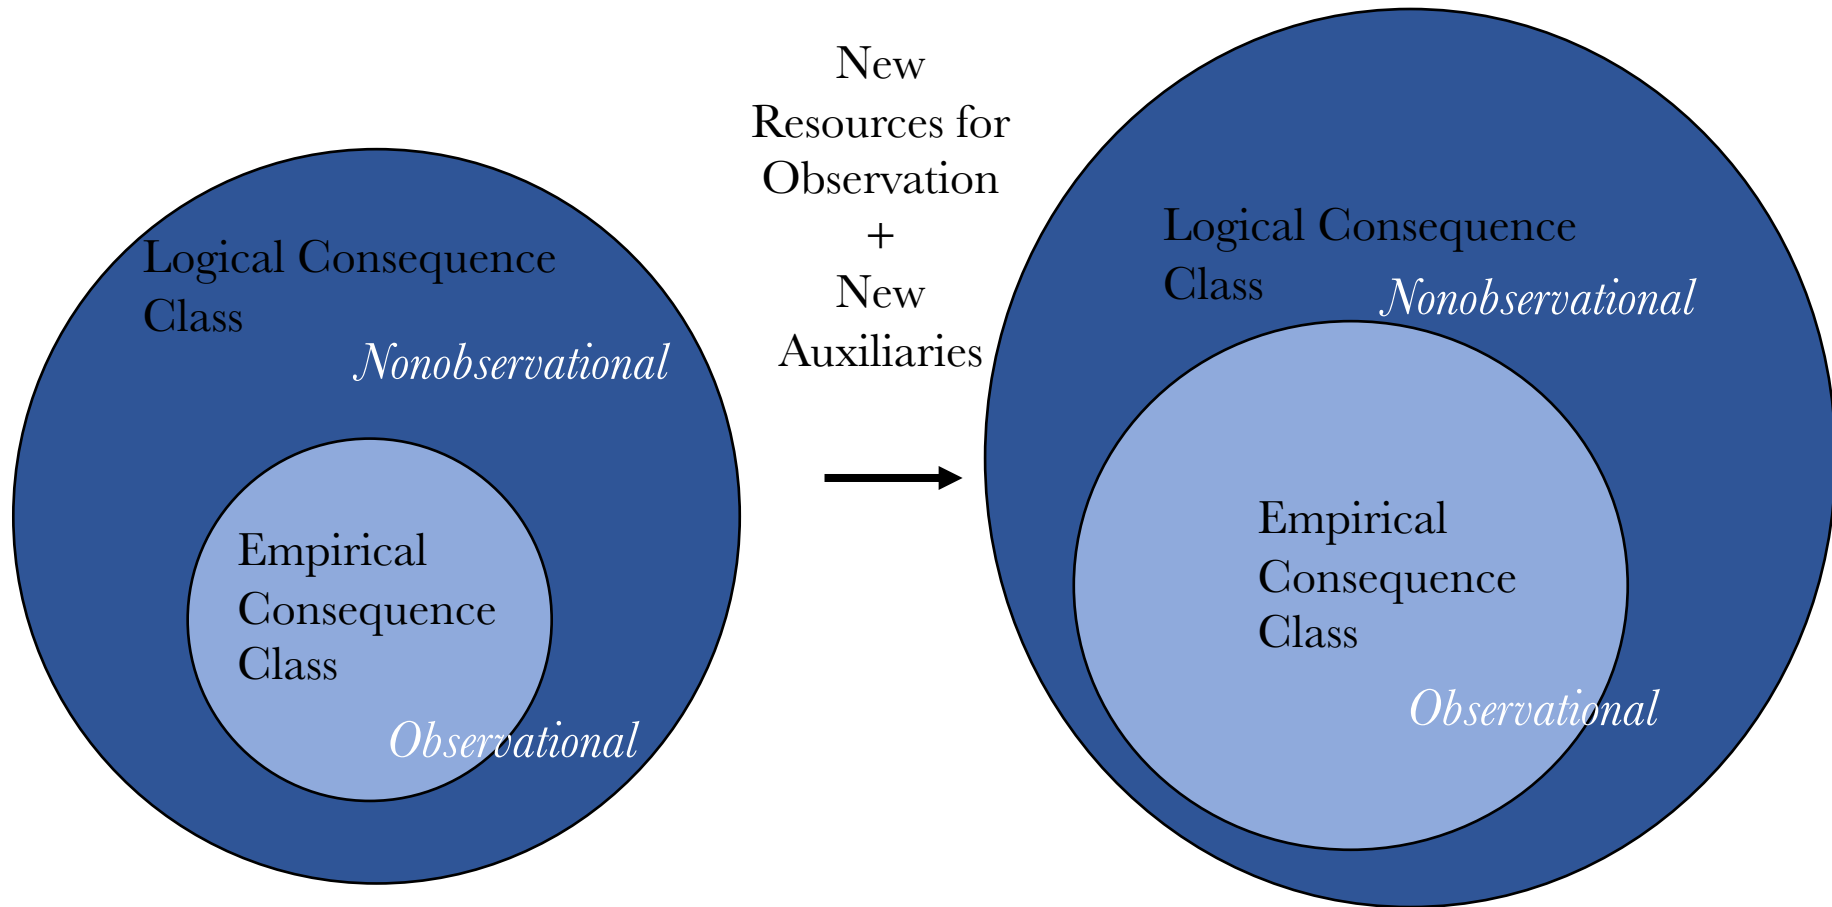 Logical Consequence
Class
Nonobservational
Empirical
Consequence
Class
Observational
New
Resources for
Observation
+
New
Auxiliaries
Logical Consequence
Class
Nonobservational
Empirical
Consequence
Class
Observational